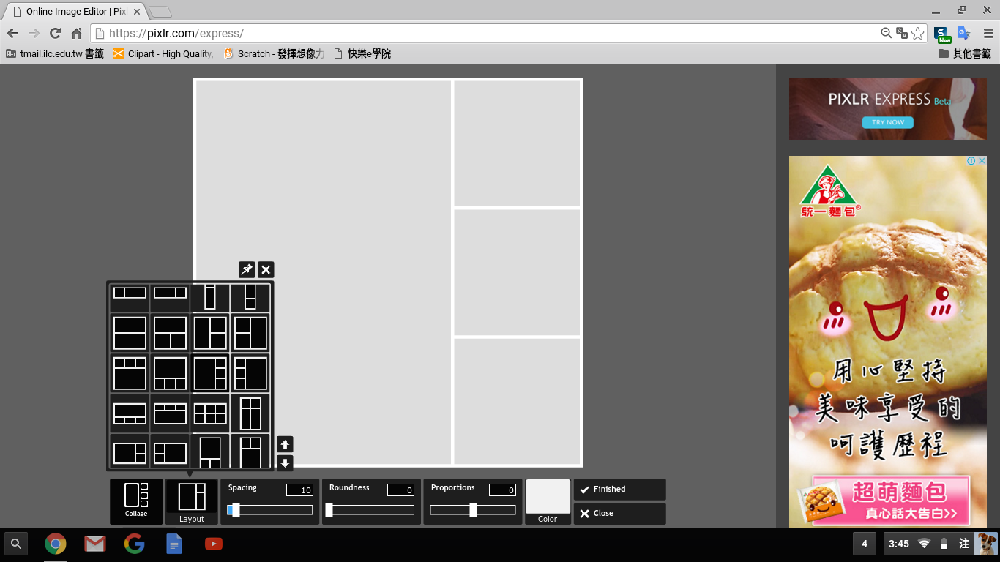 Online Image Editor | Pixl
https://pixlr.com/express/
New
tmail.ilc.edu.tw 書籤
Clipart - High Quality,
Scratch - 發揮想像力
快樂e學院
其他書籤
PIXLR EXPRESS Beta
TRY NOW
統一麵包®
用心堅持
美味享受的
呵護歷程
超萌麵包
真心話大告白>>
Collage
Layout
Spacing
10
Roundness
0
Proportions
0
Color
Finished
Close
4
3:45
注